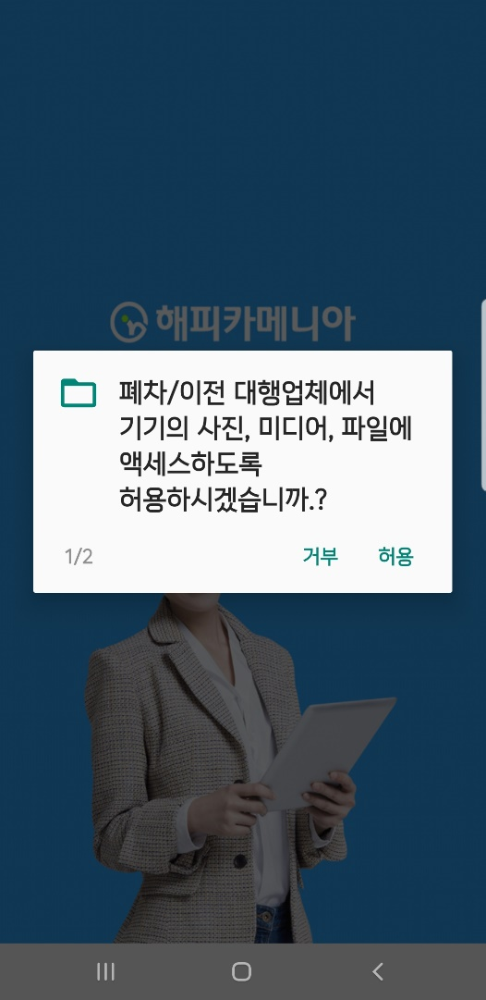 해피카메니아
폐차/이전 대행업체에서
기기의 사진, 미디어, 파일에
액세스하도록
허용하시겠습니까.?
1/2
거부
허용